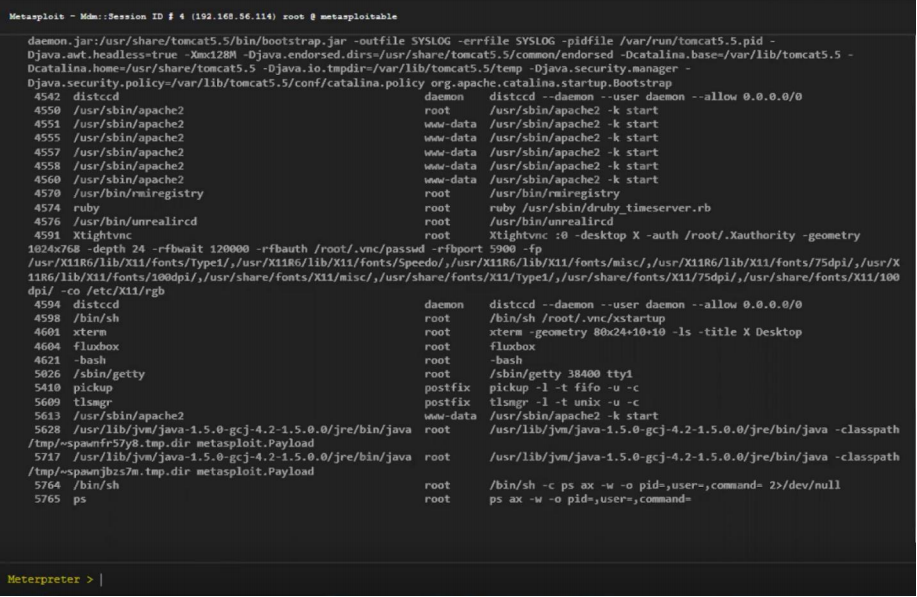 Metasploit - Mdm::Session ID # 4 (192.168.56.114) root @ metasploitable
daemon.jar:/usr/share/tomcat5.5/bin/bootstrap.jar -outfile SYSLOG -errfile SYSLOG -pidfile /var/run/tomcat5.5.pid -
Djava.awt.headless=true -Xmx128M -Djava.endorsed.dirs=/usr/share/tomcat5.5/common/endorsed -Dcatalina.base=/var/lib/tomcat5.5 -
Dcatalina.home=/usr/share/tomcat5.5 -Djava.io.tmpdir=/var/lib/tomcat5.5/temp -Djava.security.manager -
Djava.security.policy=/var/lib/tomcat5.5/conf/catalina.policy org.apache.catalina.startup.Bootstrap
4542 distccd daemon distccd --daemon --user daemon --allow 0.0.0.0/0
4550 /usr/sbin/apache2 root /usr/sbin/apache2 -k start
4551 /usr/sbin/apache2 www-data /usr/sbin/apache2 -k start
4555 /usr/sbin/apache2 www-data /usr/sbin/apache2 -k start
4557 /usr/sbin/apache2 www-data /usr/sbin/apache2 -k start
4558 /usr/sbin/apache2 www-data /usr/sbin/apache2 -k start
4560 /usr/sbin/apache2 www-data /usr/sbin/apache2 -k start
4570 /usr/bin/rmiregistry root /usr/bin/rmiregistry
4574 ruby root ruby /usr/sbin/druby_timeserver.rb
4576 /usr/bin/unrealircd root /usr/bin/unrealircd
4591 Xtightvnc root Xtightvnc :0 -desktop X -auth /root/.Xauthority -geometry
1024x768 -depth 24 -rfbwait 120000 -rfbauth /root/.vnc/passwd -rfbport 5900 -fp
/usr/X11R6/lib/X11/fonts/Type1/,/usr/X11R6/lib/X11/fonts/Speedo/,/usr/X11R6/lib/X11/fonts/misc/,/usr/X11R6/lib/X11/fonts/75dpi/,/usr/X
11R6/lib/X11/fonts/100dpi/,/usr/share/fonts/X11/misc/,/usr/share/fonts/X11/Type1/,/usr/share/fonts/X11/75dpi/,/usr/share/fonts/X11/100
dpi/ -co /etc/X11/rgb
4594 distccd daemon distccd --daemon --user daemon --allow 0.0.0.0/0
4598 /bin/sh root /bin/sh /root/.vnc/xstartup
4601 xterm root xterm -geometry 80x24+10+10 -ls -title X Desktop
4604 fluxbox root fluxbox
4621 -bash root -bash
5026 /sbin/getty root /sbin/getty 38400 tty1
5410 pickup postfix pickup -l -t fifo -u -c
5609 tlsmgr postfix tlsmgr -l -t unix -u -c
5613 /usr/sbin/apache2 www-data /usr/sbin/apache2 -k start
5628 /usr/lib/jvm/java-1.5.0-gcj-4.2-1.5.0.0/jre/bin/java root /usr/lib/jvm/java-1.5.0-gcj-4.2-1.5.0.0/jre/bin/java -classpath
/tmp/~spawnfr57y8.tmp.dir metasploit.Payload
5717 /usr/lib/jvm/java-1.5.0-gcj-4.2-1.5.0.0/jre/bin/java root /usr/lib/jvm/java-1.5.0-gcj-4.2-1.5.0.0/jre/bin/java -classpath
/tmp/~spawnjbzs7m.tmp.dir metasploit.Payload
5764 /bin/sh root /bin/sh -c ps ax -w -o pid=,user=,command= 2>/dev/null
5765 ps root ps ax -w -o pid=,user=,command=
Meterpreter > |